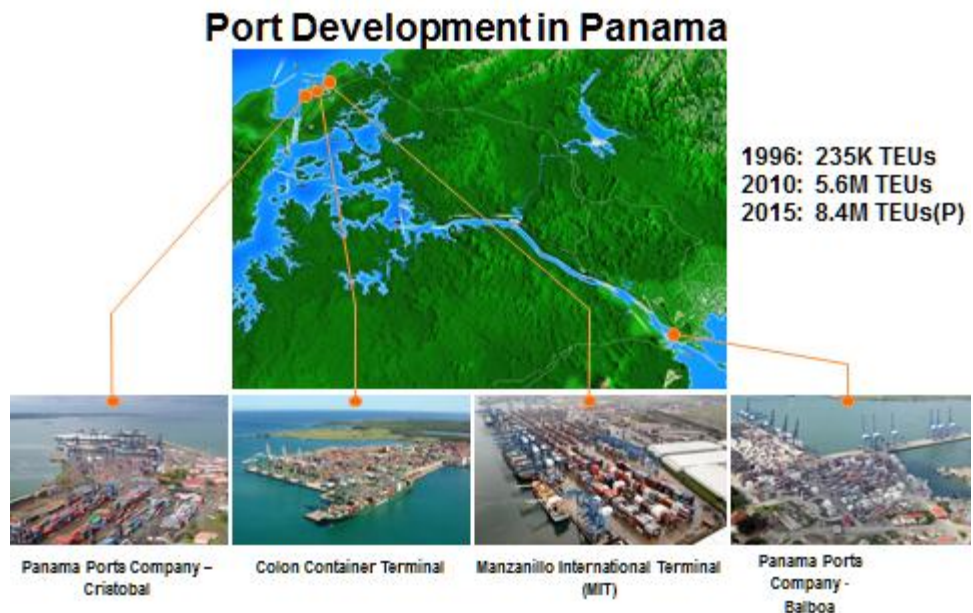 Port Development in Panama
1996: 235K TEUs
2010: 5.6M TEUs
2015: 8.4M TEUs(P)
Panama Ports Company –
Cristobal
Colon Container Terminal
Manzanillo International Terminal
(MIT)
Panama Ports
Company -
Balboa